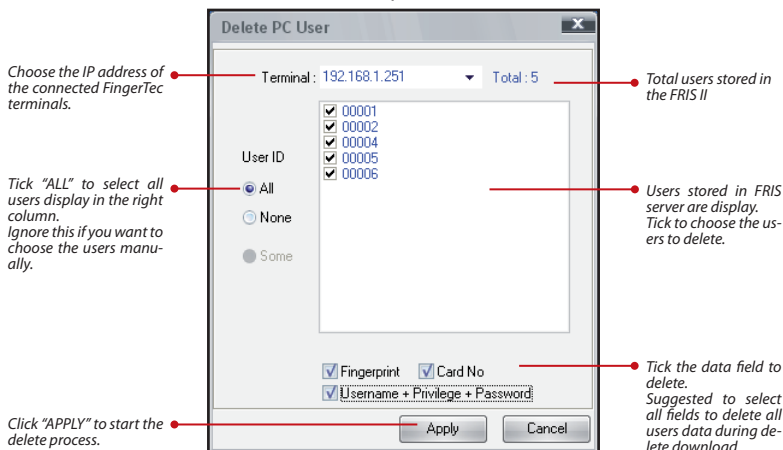 Delete PC User
Choose the IP address of
the connected FingerTec
terminals.
Terminal : 192.168.1.251
Total : 5
Total users stored in
the FRIS II
00001
00002
00004
00005
00006
User ID
All
None
Some
Tick “ALL” to select all
users display in the right
column.
Ignore this if you want to
choose the users manu-
ally.
Users stored in FRIS
server are display.
Tick to choose the us-
ers to delete.
Fingerprint
Card No
Username + Privilege + Password
Tick the data field to
delete.
Suggested to select
all fields to delete all
users data during de-
lete download
Click “APPLY” to start the
delete process.
Apply
Cancel